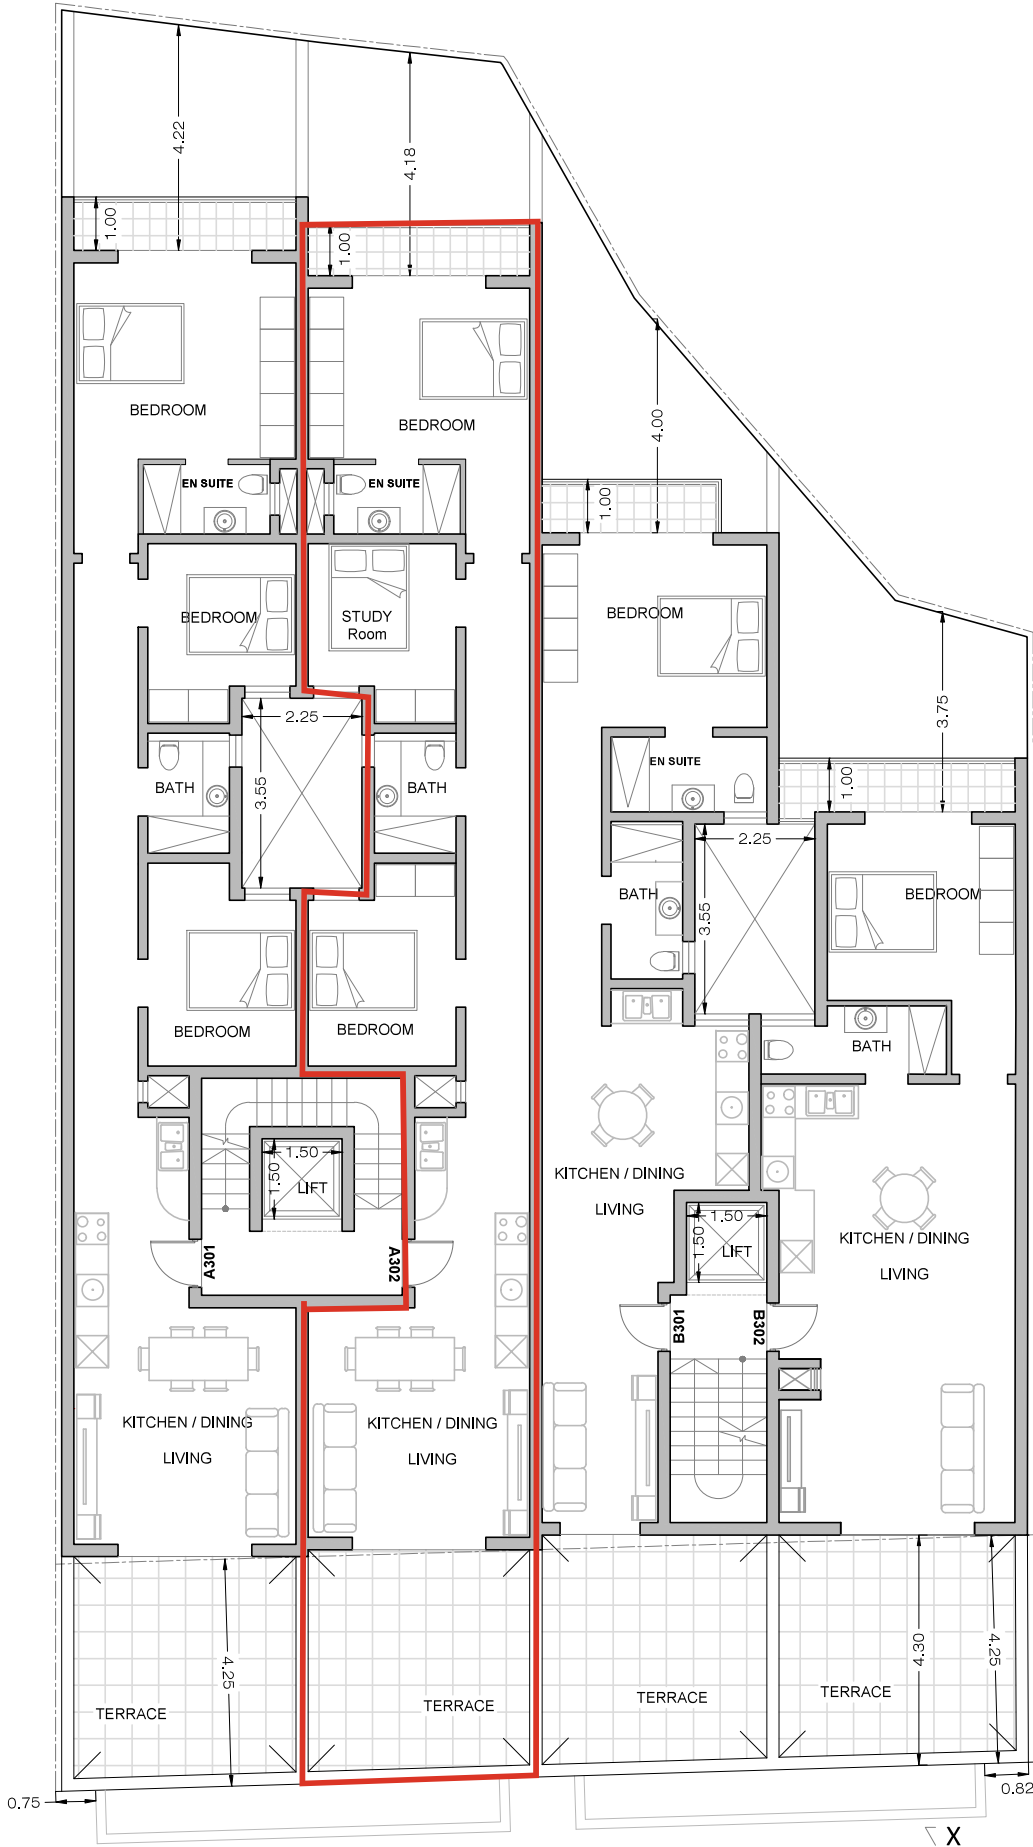 4.22
4.18
1.00
1.00
4.00
BEDROOM
BEDROOM
EN SUITE
EN SUITE
1.00
BEDROOM
STUDY
Room
BEDROOM
2.25
3.75
3.55
BATH
BATH
EN SUITE
1.00
2.25
BATH
3.55
BEDROOM
BEDROOM
BEDROOM
BATH
1.50
1.50
LIFT
KITCHEN / DINING
LIVING
A301
A302
1.50
1.50
LIFT
KITCHEN / DINING
LIVING
B301
B302
KITCHEN / DINING
LIVING
KITCHEN / DINING
LIVING
4.25
4.30
4.25
TERRACE
TERRACE
TERRACE
TERRACE
0.75
0.82
X